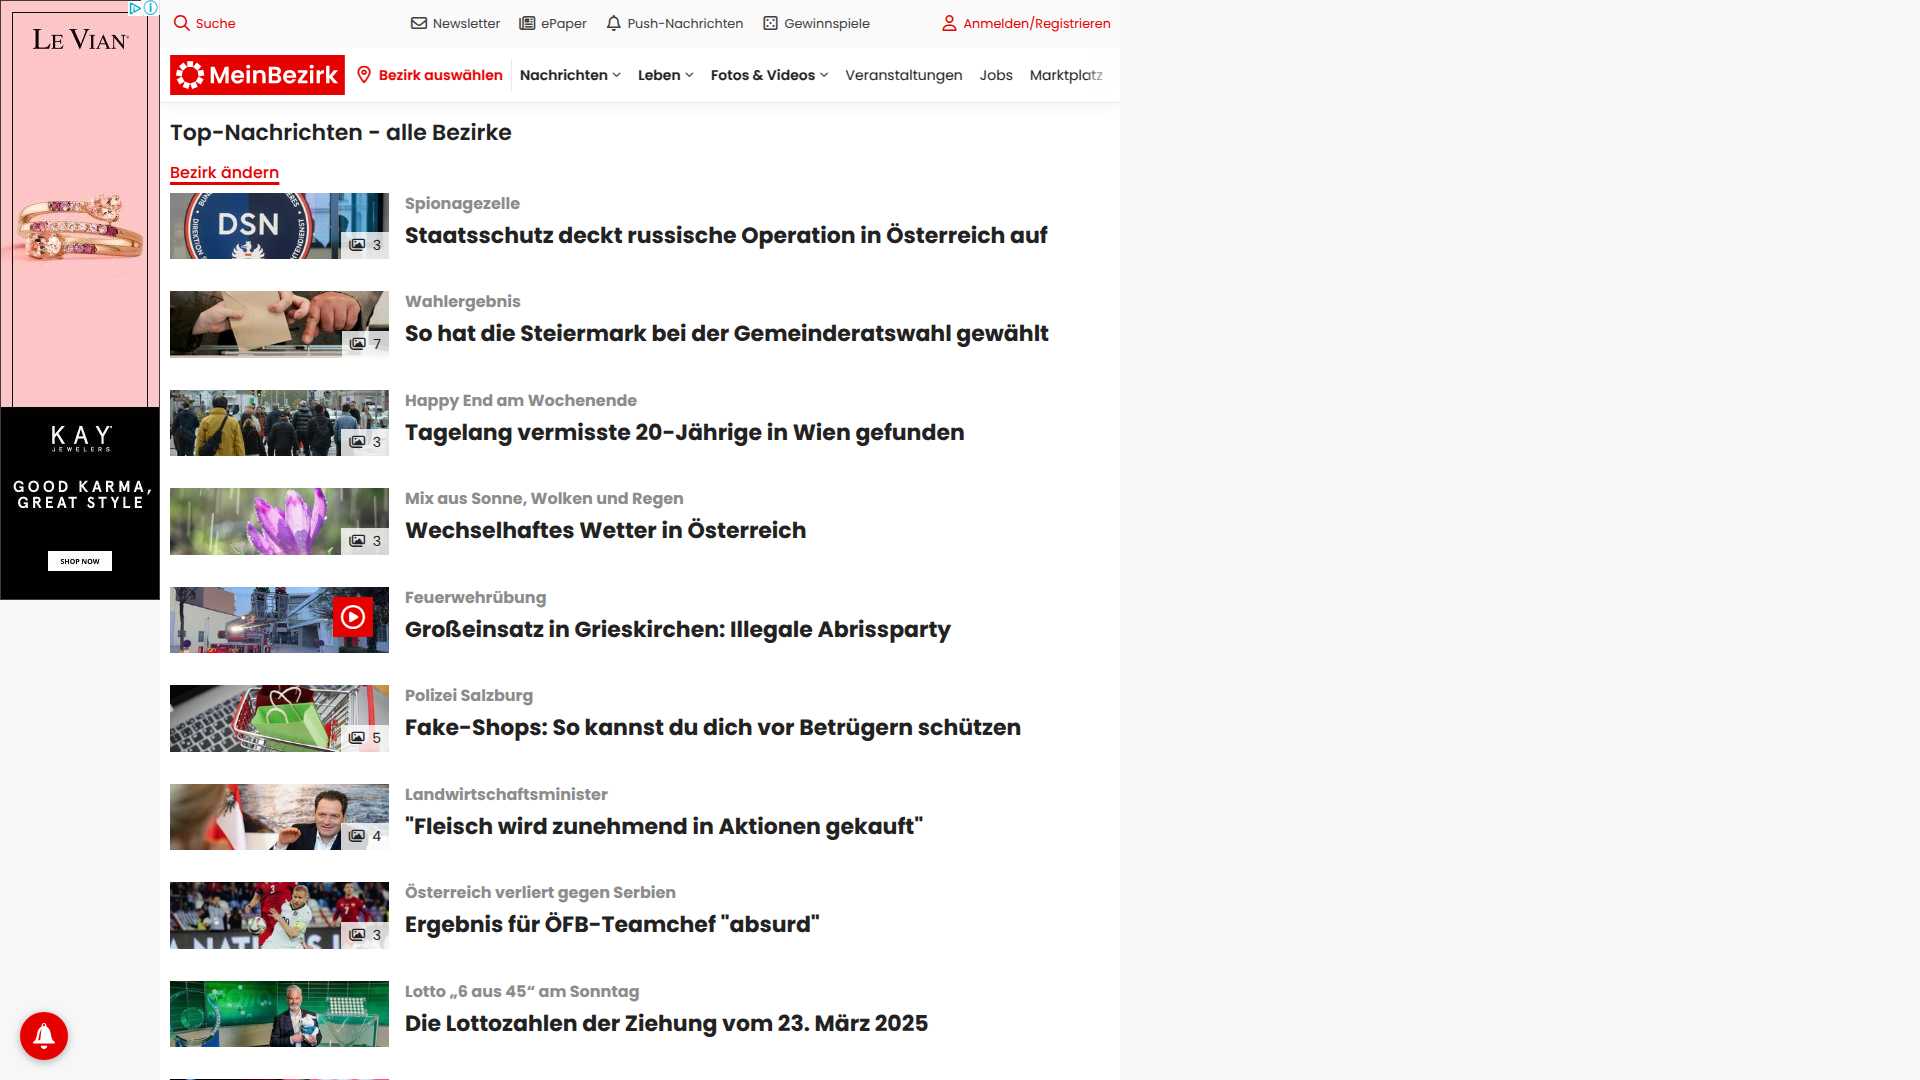 LE VIAN
KAY
JEWELERS
GOOD KARMA,
GREAT STYLE
SHOP NOW
Suche
Newsletter
ePaper
Push-Nachrichten
Gewinnspiele
Anmelden/Registrieren
MeinBezirk
Bezirk auswählen
Nachrichten
Leben
Fotos & Videos
Veranstaltungen
Jobs
Marktplatz
Top-Nachrichten - alle Bezirke
Bezirk ändern
DSN
3
Spionagezelle
Staatsschutz deckt russische Operation in Österreich auf
7
Wahlergebnis
So hat die Steiermark bei der Gemeinderatswahl gewählt
3
Happy End am Wochenende
Tagelang vermisste 20-Jährige in Wien gefunden
3
Mix aus Sonne, Wolken und Regen
Wechselhaftes Wetter in Österreich
Feuerwehrübung
Großeinsatz in Grieskirchen: Illegale Abrissparty
5
Polizei Salzburg
Fake-Shops: So kannst du dich vor Betrügern schützen
4
Landwirtschaftsminister
"Fleisch wird zunehmend in Aktionen gekauft"
3
Österreich verliert gegen Serbien
Ergebnis für ÖFB-Teamchef "absurd"
Lotto „6 aus 45“ am Sonntag
Die Lottozahlen der Ziehung vom 23. März 2025